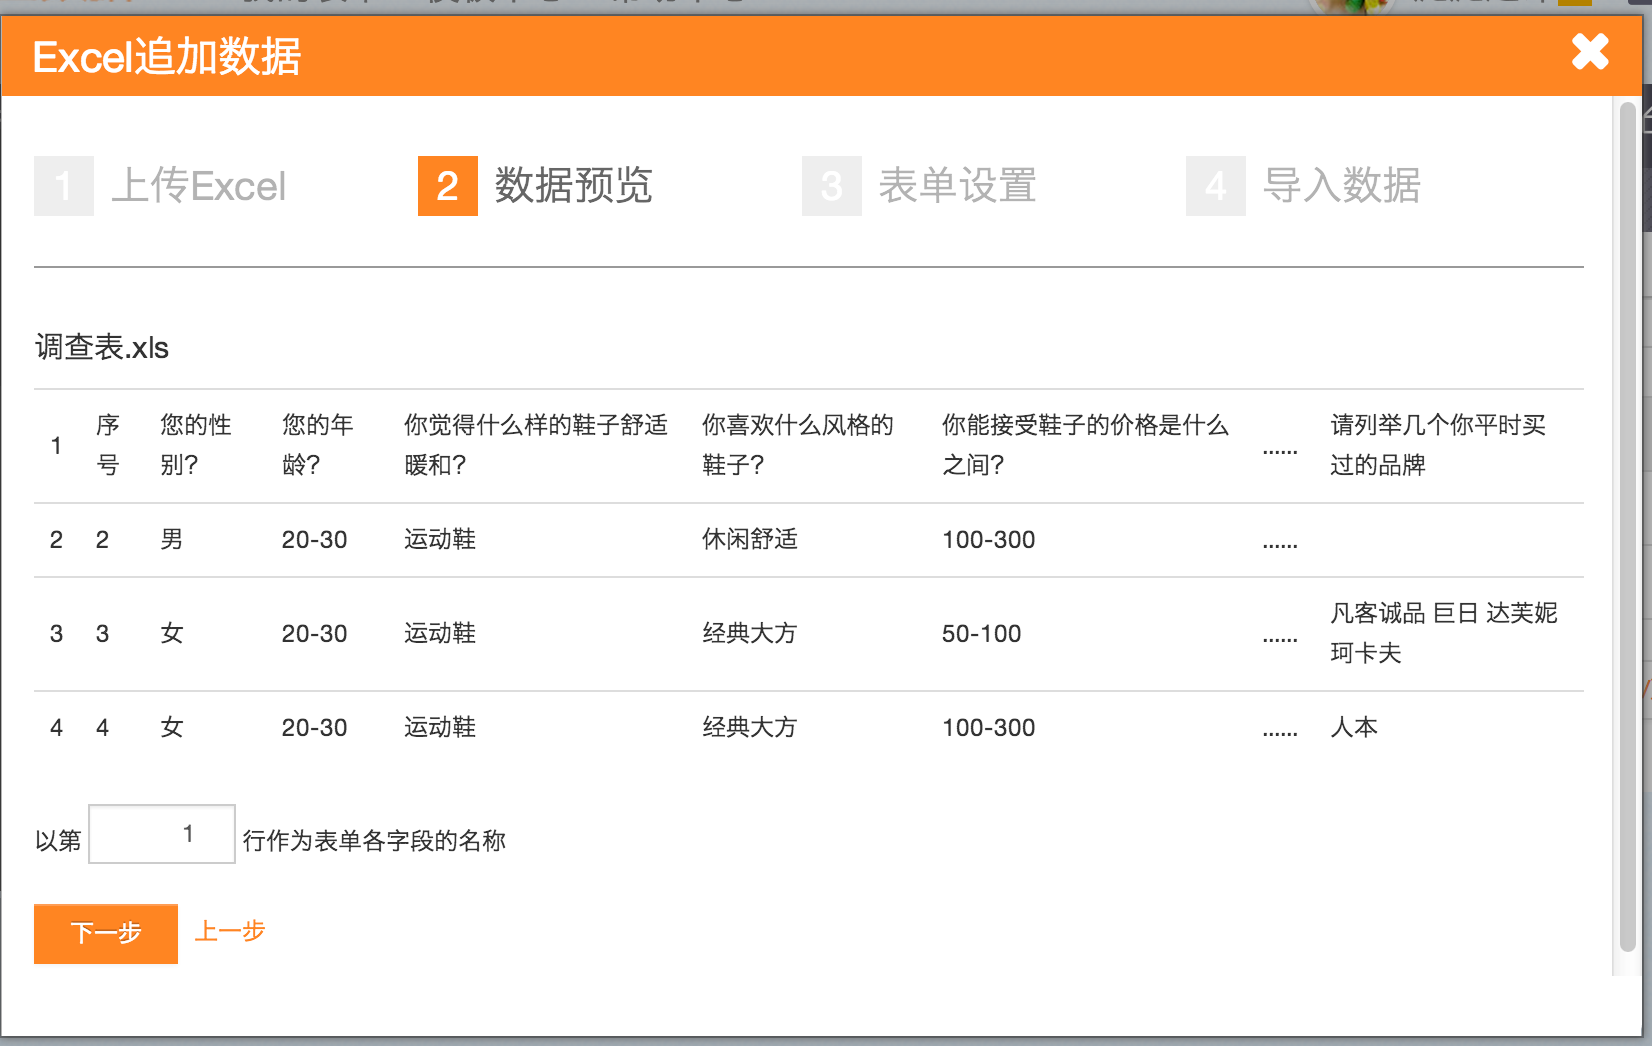 Excel追加数据
1 上传Excel 2 数据预览 3 表单设置 4 导入数据
调查表.xls
1 序号 您的性别? 您的年龄? 你觉得什么样的鞋子舒适暖和? 你喜欢什么风格的鞋子? 你能接受鞋子的价格是什么之间? ...... 请列举几个你平时买过的品牌
2 2 男 20-30 运动鞋 休闲舒适 100-300 ......
3 3 女 20-30 运动鞋 经典大方 50-100 ...... 凡客诚品 巨日 达芙妮 珂卡夫
4 4 女 20-30 运动鞋 经典大方 100-300 ...... 人本
以第 1 行作为表单各字段的名称
下一步 上一步